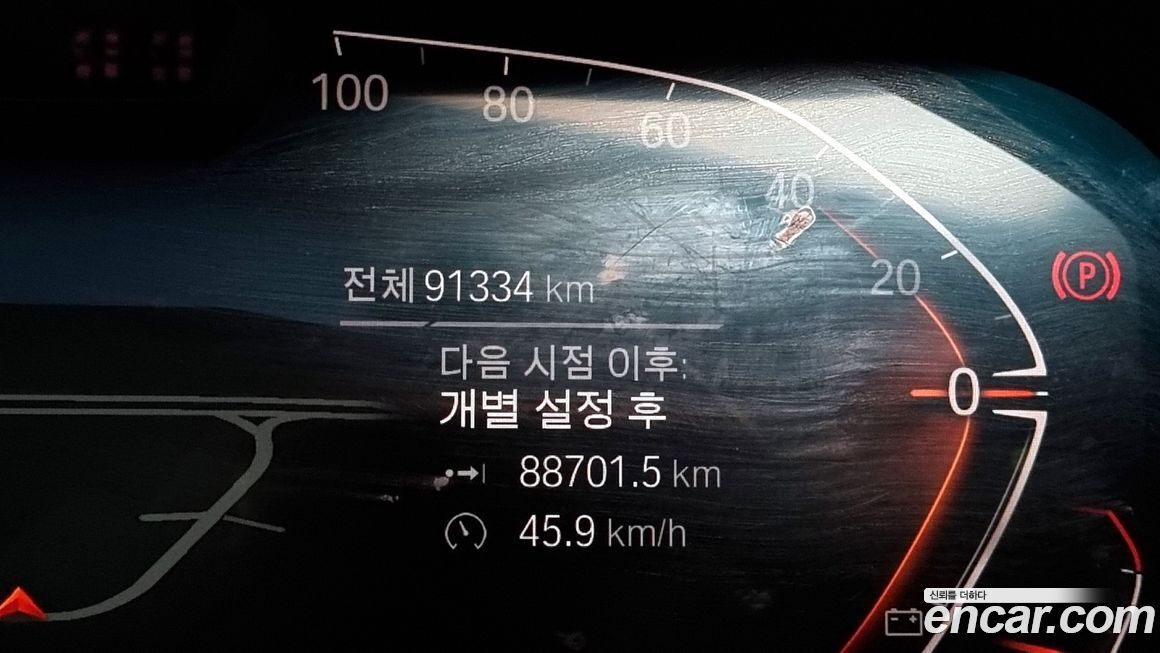 100
80
60
40
20
0
P
전체 91334 km
다음 시점 이후:
개별 설정 후
88701.5 km
45.9 km/h
신뢰를 더하다
encar.com